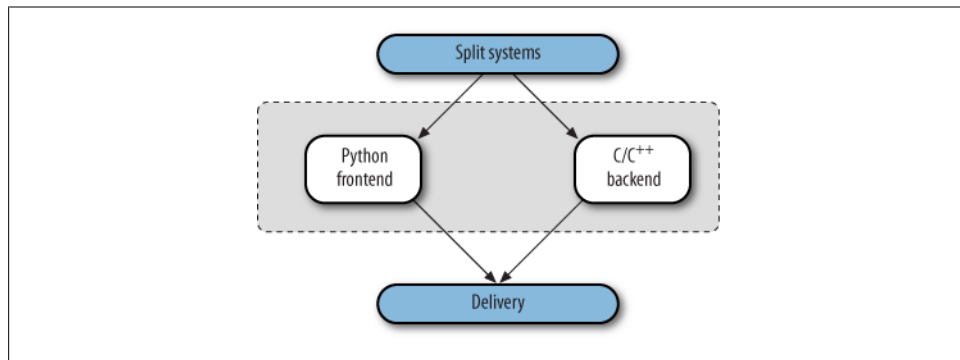 Split systems
Python
frontend
C/C++
backend
Delivery